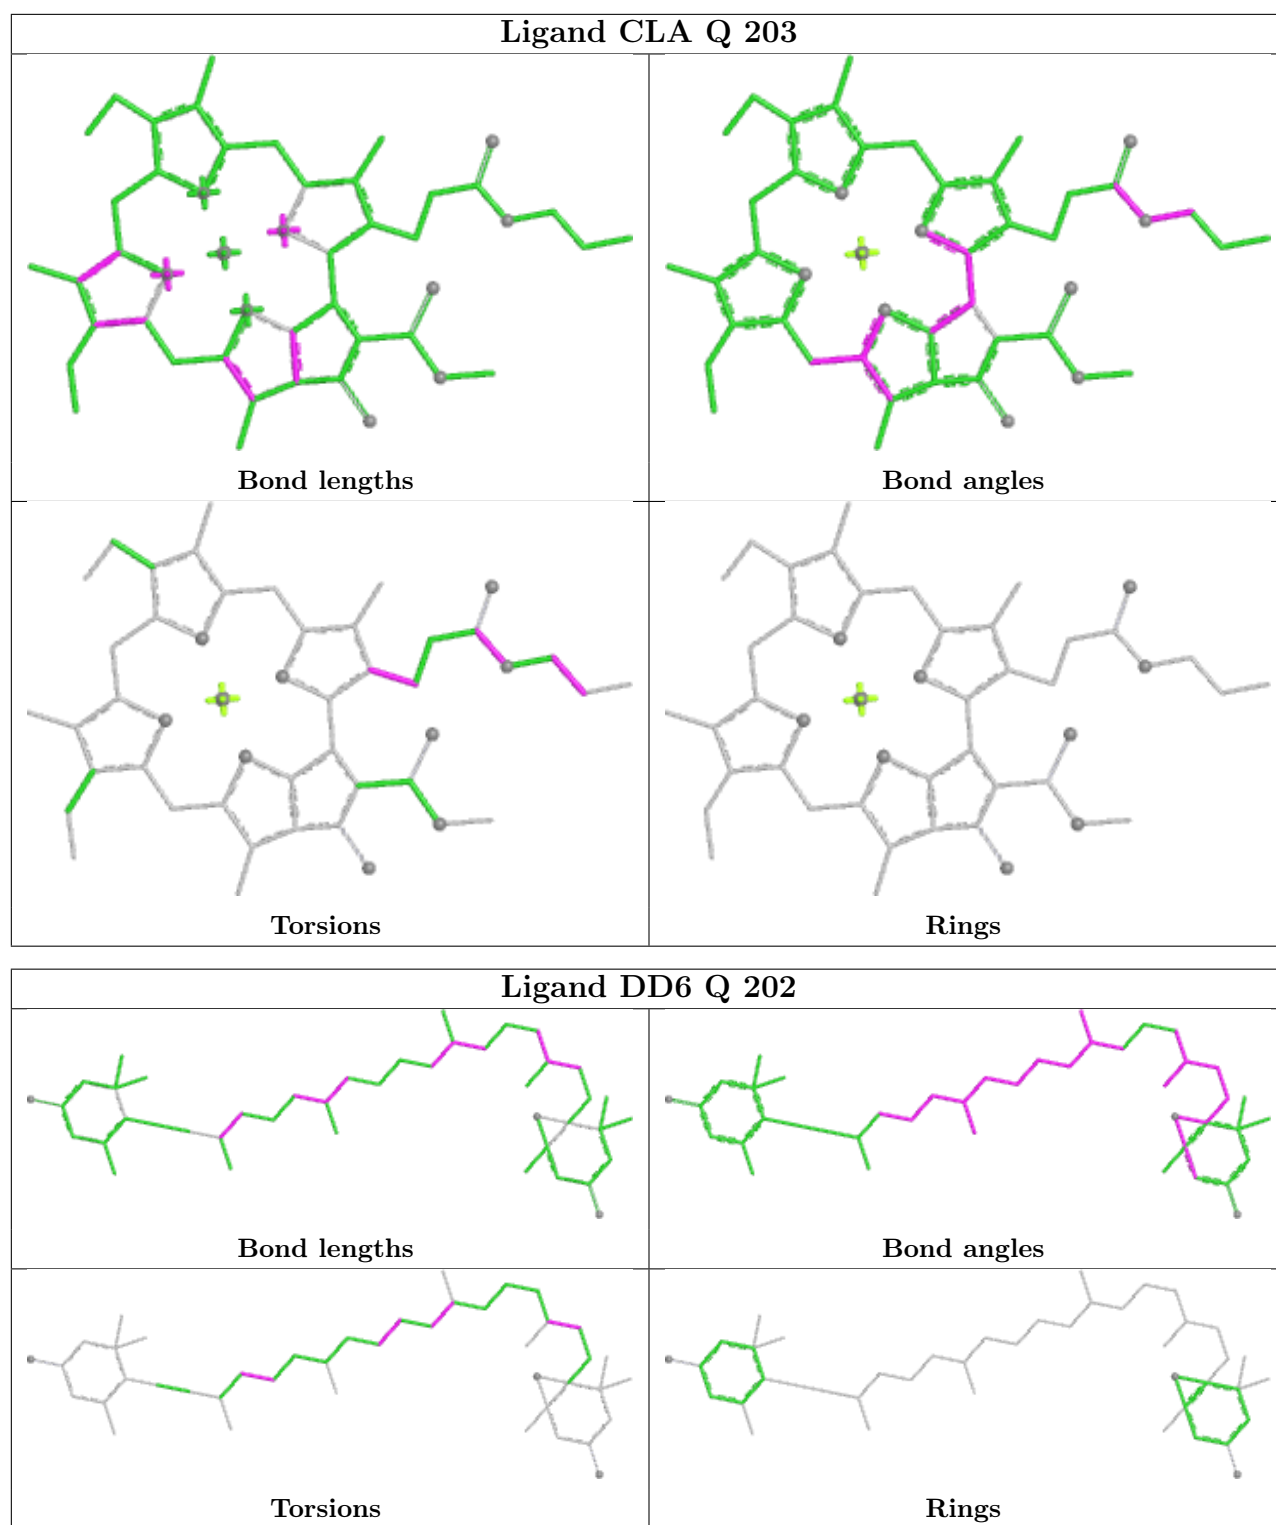 Ligand CLA Q 203
Bond lengths
Bond angles
Torsions
Rings
Ligand DD6 Q 202
Bond lengths
Bond angles
Torsions
Rings